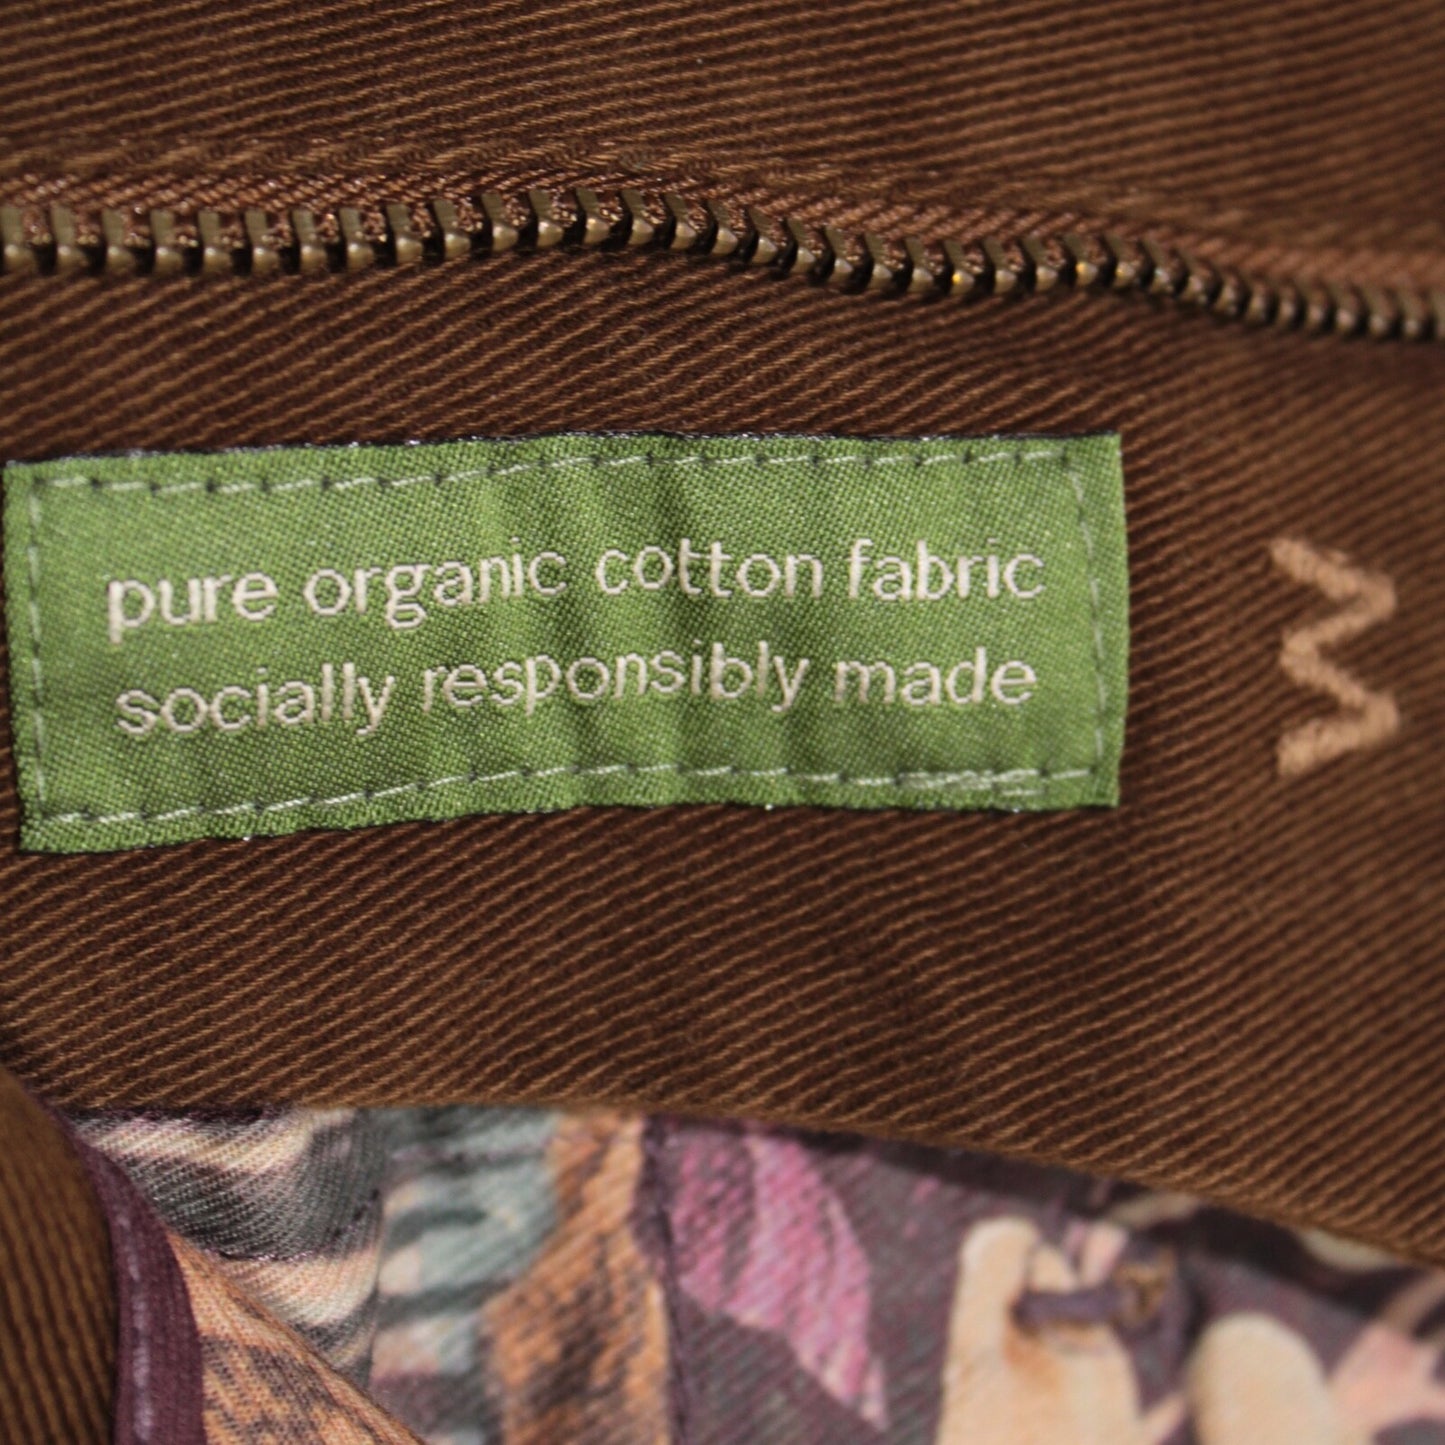 pure organic cotton fabric
socially responsibly made
M